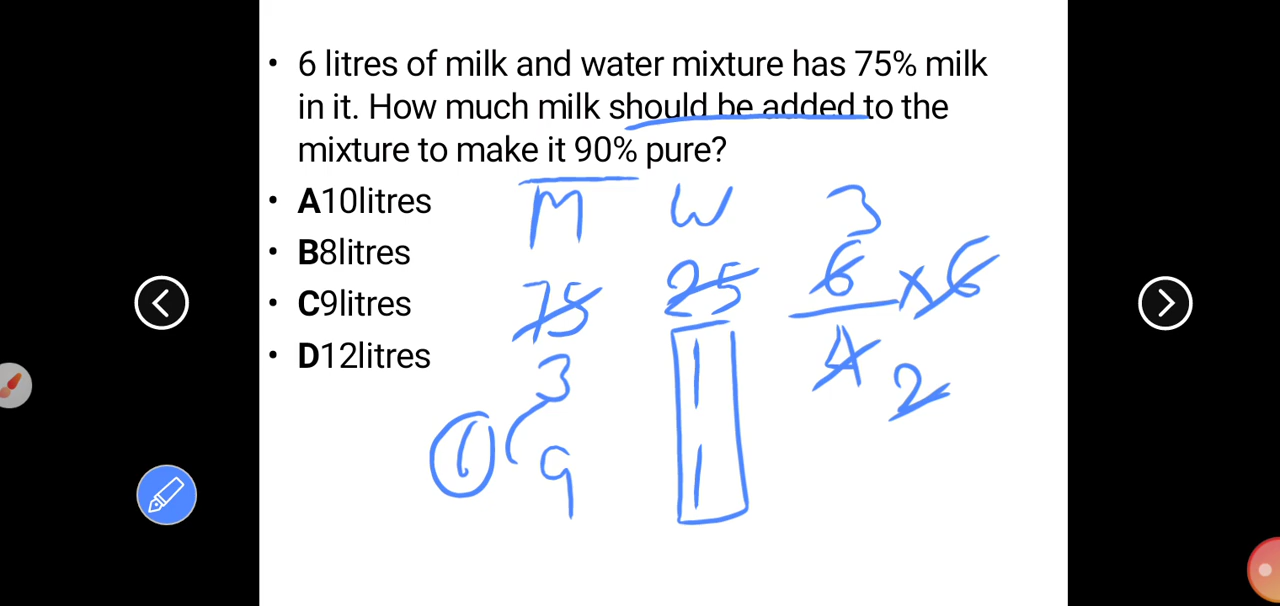 • 6 litres of milk and water mixture has 75% milk
in it. How much milk should be added to the
mixture to make it 90% pure?
• A10litres
• B8litres
• C9litres
• D12litres
M W 3
75 25 6 × 6
3 1 4 2
6 9 1